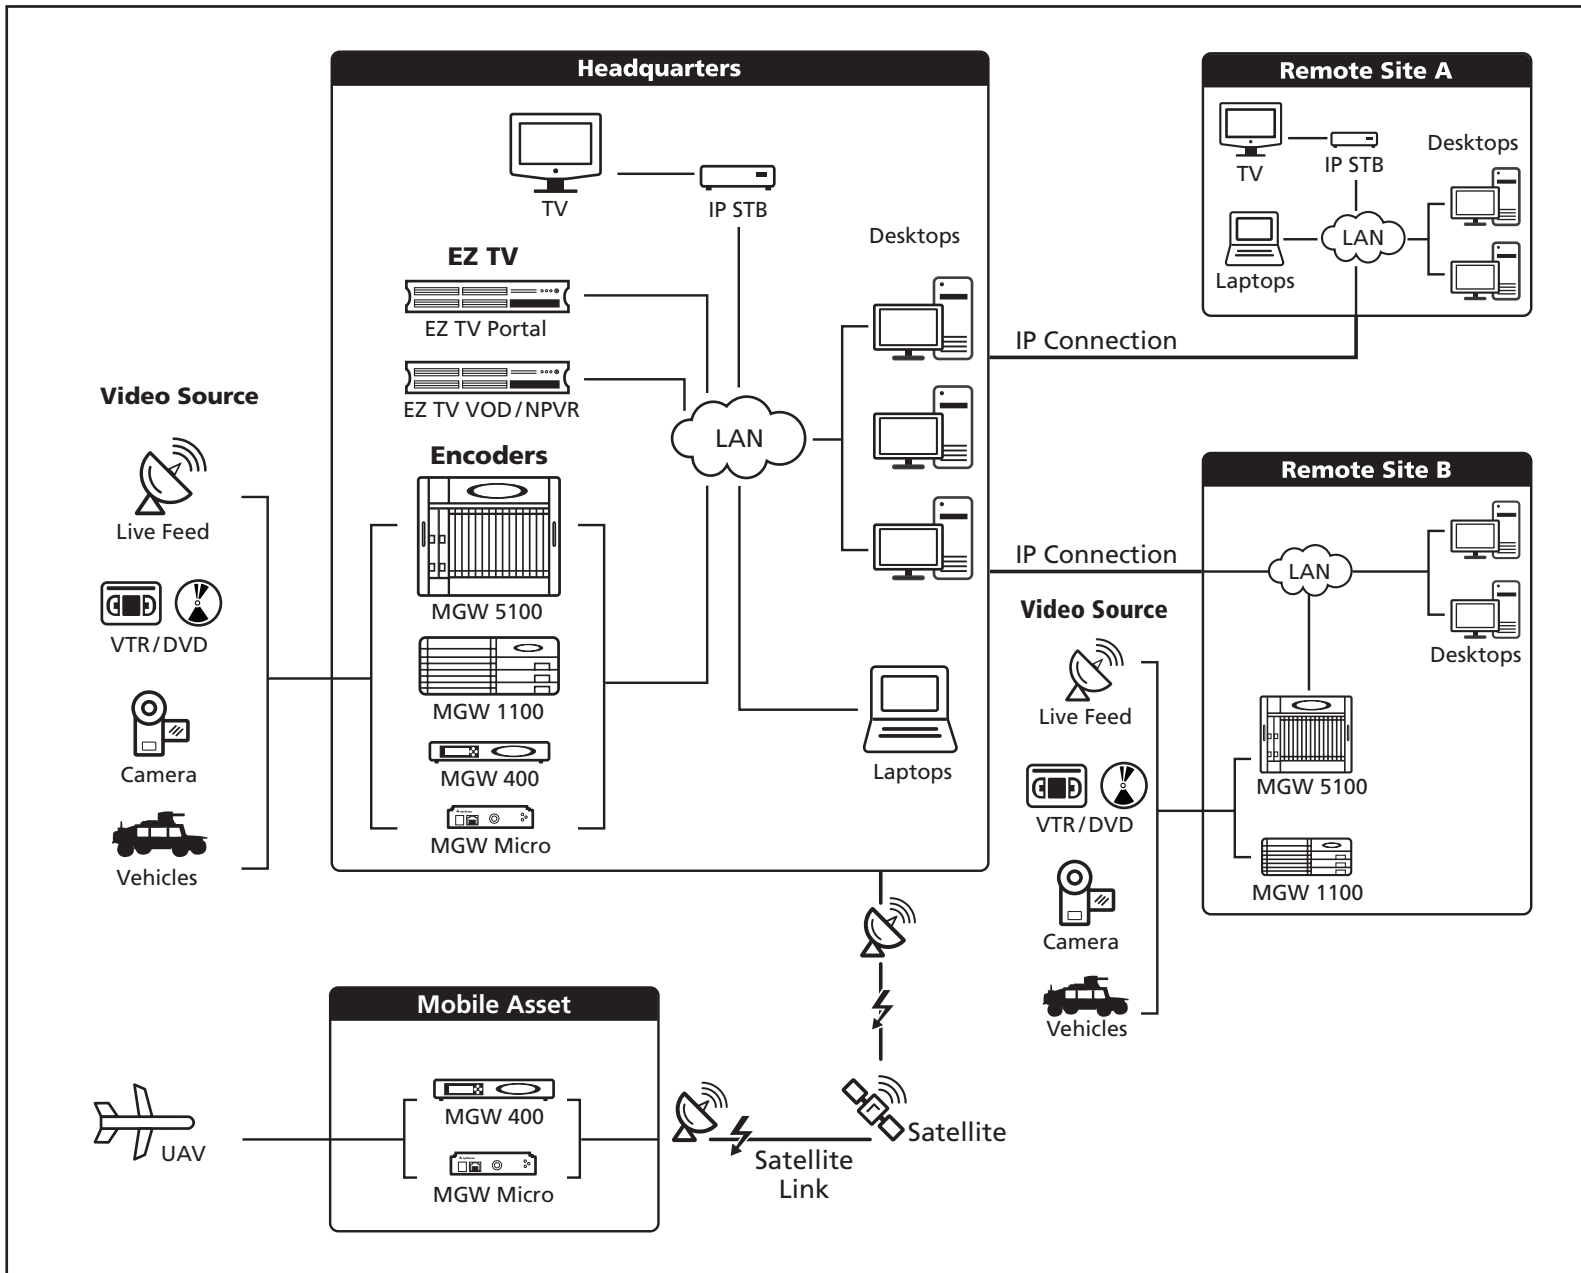 Headquarters
TV
IP STB
EZ TV
EZ TV Portal
EZ TV VOD/NPVR
Encoders
MGW 5100
MGW 1100
MGW 400
MGW Micro
LAN
Desktops
Laptops
Video Source
Live Feed
VTR/DVD
Camera
Vehicles
Remote Site A
TV
IP STB
Desktops
LAN
Laptops
IP Connection
Remote Site B
IP Connection
LAN
Desktops
MGW 5100
MGW 1100
Video Source
Live Feed
VTR/DVD
Camera
Vehicles
Mobile Asset
MGW 400
MGW Micro
UAV
Satellite
Link
Satellite